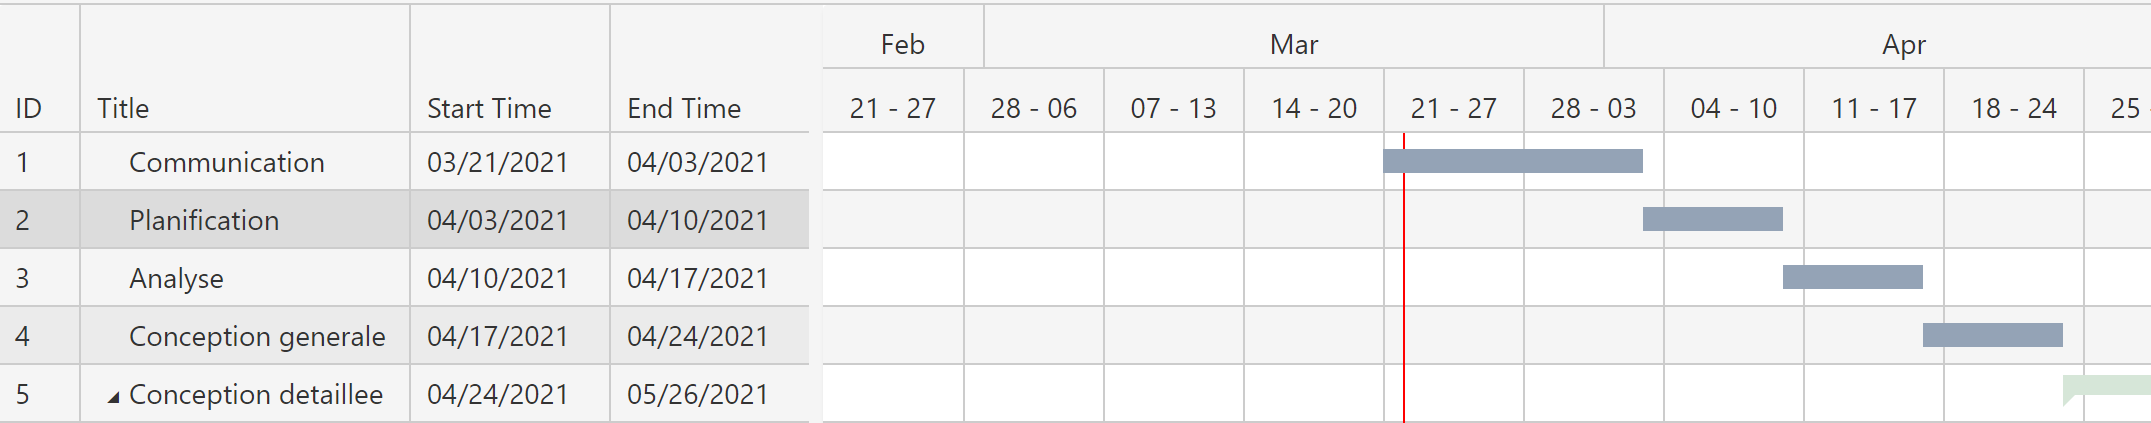 Feb Mar Apr
ID Title Start Time End Time 21 - 27 28 - 06 07 - 13 14 - 20 21 - 27 28 - 03 04 - 10 11 - 17 18 - 24 25 -
1 Communication 03/21/2021 04/03/2021
2 Planification 04/03/2021 04/10/2021
3 Analyse 04/10/2021 04/17/2021
4 Conception generale 04/17/2021 04/24/2021
5 Conception detaillee 04/24/2021 05/26/2021